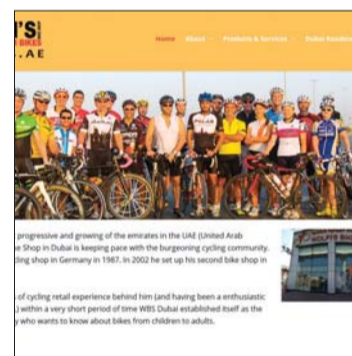 'S
BIKES
.AE
Home About Products & Services Dubai Roadsters
progressive and growing of the emirates in the UAE (United Arab
e Shop in Dubai is keeping pace with the burgeoning cycling community.
ding shop in Germany in 1987. In 2002 he set up his second bike shop in
of cycling retail experience behind him (and having been a enthusiastic
.) within a very short period of time WBS Dubai established itself as the
y who wants to know about bikes from children to adults.
WOLFI'S BIKE